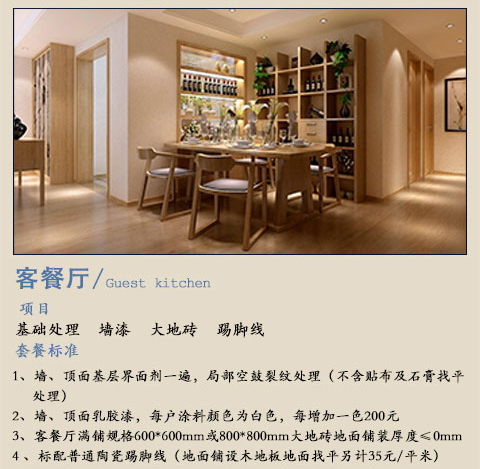 客餐厅/Guest kitchen
项目
基础处理 墙漆 大地砖 踢脚线
套餐标准
1、墙、顶面基层界面剂一遍，局部空鼓裂纹处理（不含贴布及石膏找平
处理）
2、墙、顶面乳胶漆，每户涂料颜色为白色，每增加一色200元
3、客餐厅满铺规格600*600mm或800*800mm大地砖地面铺装厚度≤0mm
4、标配普通陶瓷踢脚线（地面铺设木地板地面找平另计35元/平米）